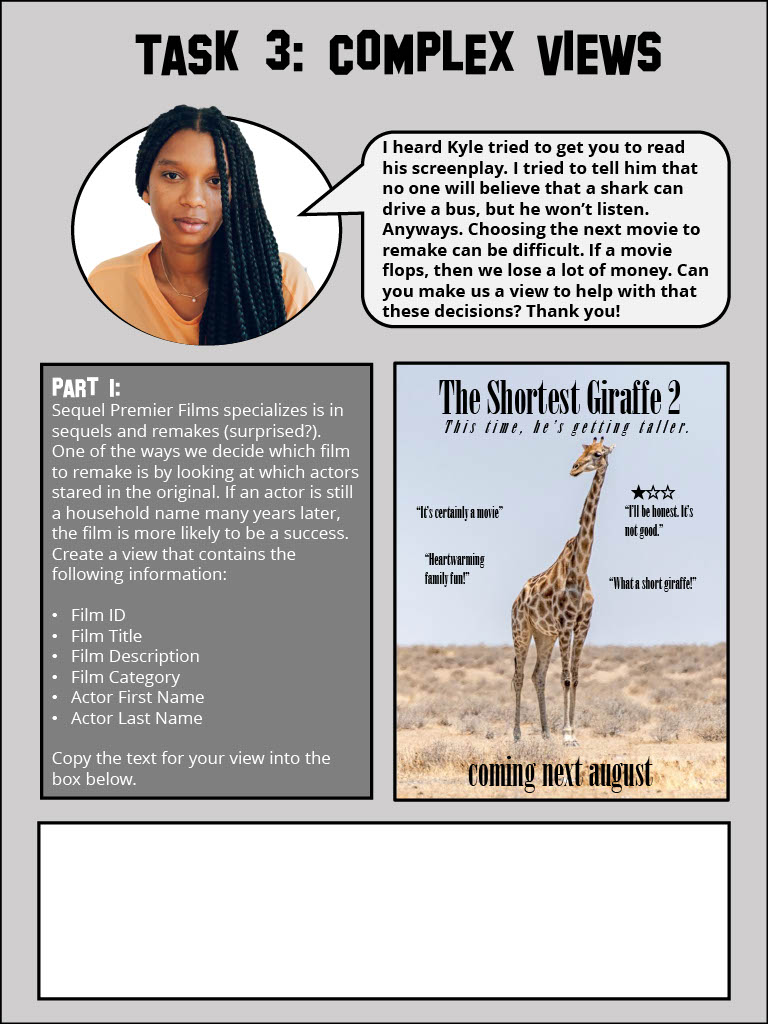 TASK 3: COMPLEX VIEWS
I heard Kyle tried to get you to read
his screenplay. I tried to tell him that
no one will believe that a shark can
drive a bus, but he won’t listen.
Anyways. Choosing the next movie to
remake can be difficult. If a movie
flops, then we lose a lot of money. Can
you make us a view to help with that
these decisions? Thank you!
PART 1:
Sequel Premier Films specializes is in
sequels and remakes (surprised?).
One of the ways we decide which film
to remake is by looking at which actors
stared in the original. If an actor is still
a household name many years later,
the film is more likely to be a success.
Create a view that contains the
following information:
• Film ID
• Film Title
• Film Description
• Film Category
• Actor First Name
• Actor Last Name
Copy the text for your view into the
box below.
The Shortest Giraffe 2
This time, he's getting taller.
“It’s certainly a movie”
★☆☆
“I’ll be honest. It’s
not good.”
“Heartwarming
family fun!”
“What a short giraffe!”
coming next august